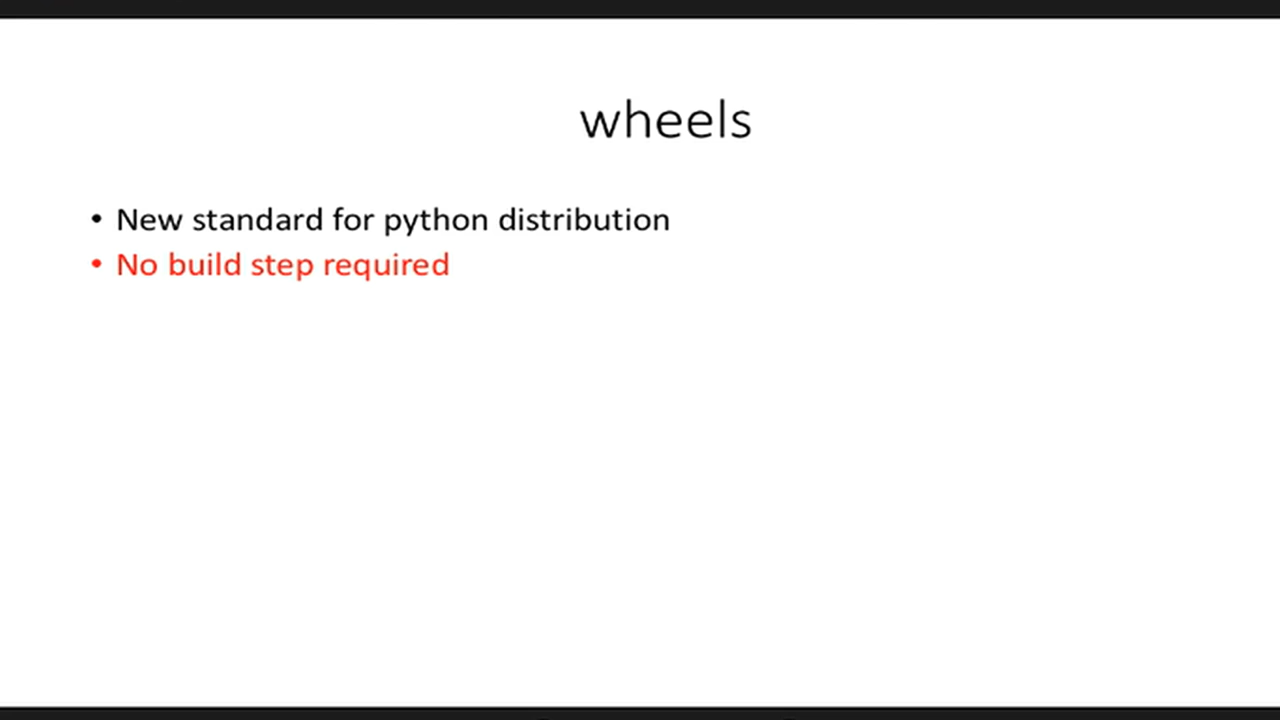 wheels
• New standard for python distribution
• No build step required